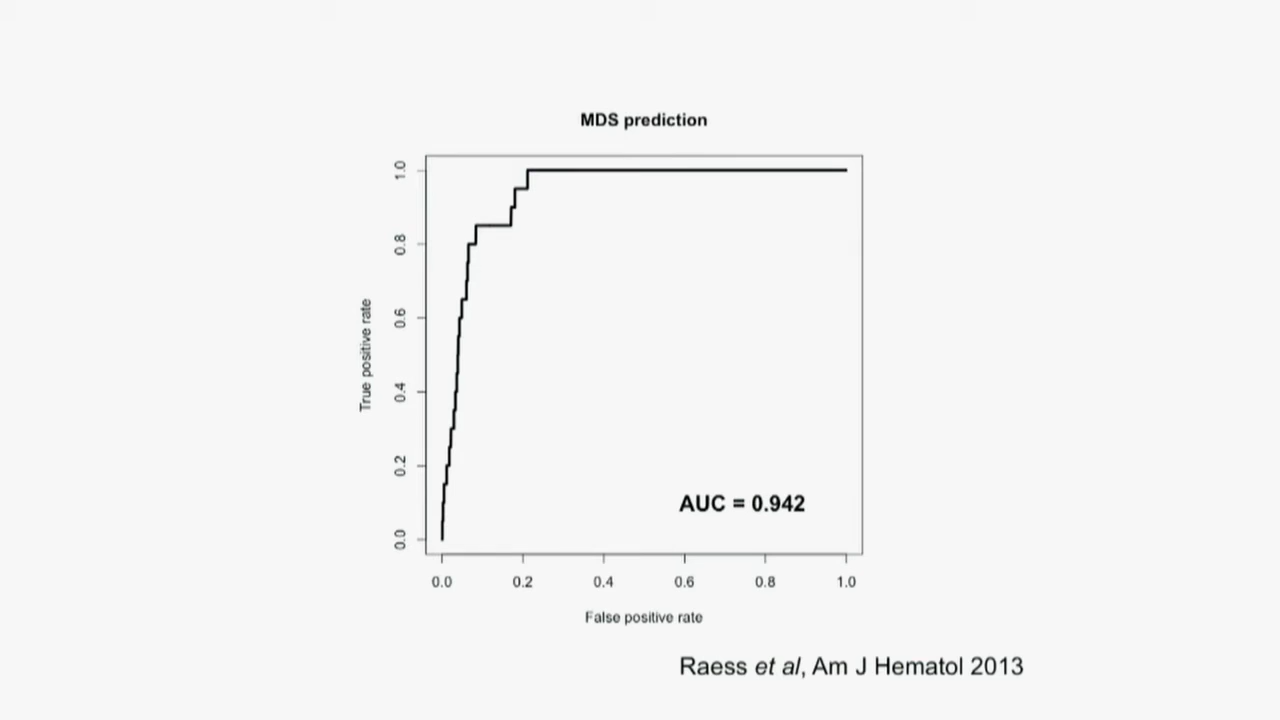 MDS prediction
1.0
0.8
0.6
0.4
0.2
0.0
True positive rate
AUC = 0.942
0.0 0.2 0.4 0.6 0.8 1.0
False positive rate
Raess et al, Am J Hematol 2013